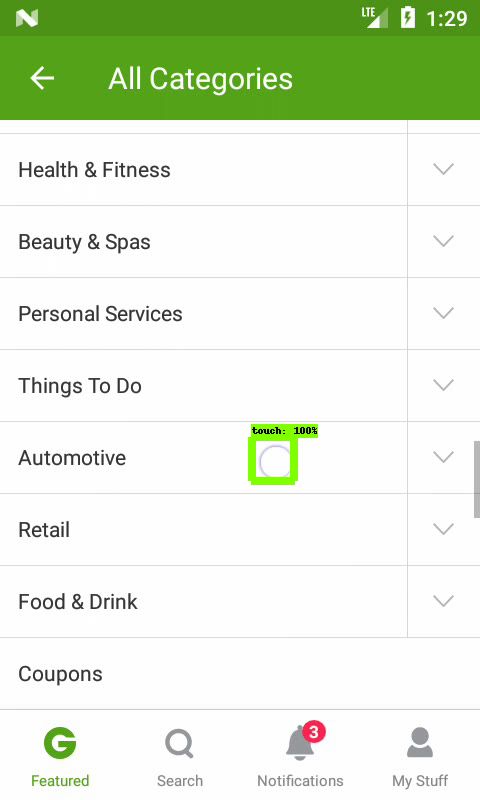 LTE 1:29
All Categories
Health & Fitness
Beauty & Spas
Personal Services
Things To Do
touch: 100%
Automotive
Retail
Food & Drink
Coupons
3
Featured Search Notifications My Stuff